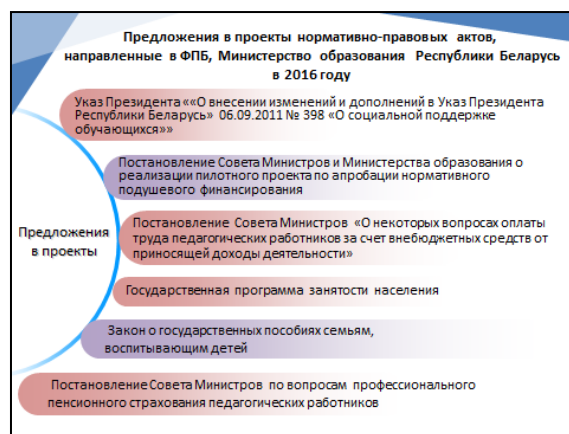 Предложения в проекты нормативно-правовых актов,
направленные в ФПБ, Министерство образования Республики Беларусь
в 2016 году
Указ Президента ««О внесении изменений и дополнений в Указ Президента
Республики Беларусь» 06.09.2011 № 398 «О социальной поддержке
обучающихся»»
Постановление Совета Министров и Министерства образования о
реализации пилотного проекта по апробации нормативного
подушевого финансирования
Предложения
в проекты
Постановление Совета Министров «О некоторых вопросах оплаты
труда педагогических работников за счет внебюджетных средств от
приносящей доходы деятельности»
Государственная программа занятости населения
Закон о государственных пособиях семьям,
воспитывающим детей
Постановление Совета Министров по вопросам профессионального
пенсионного страхования педагогических работников